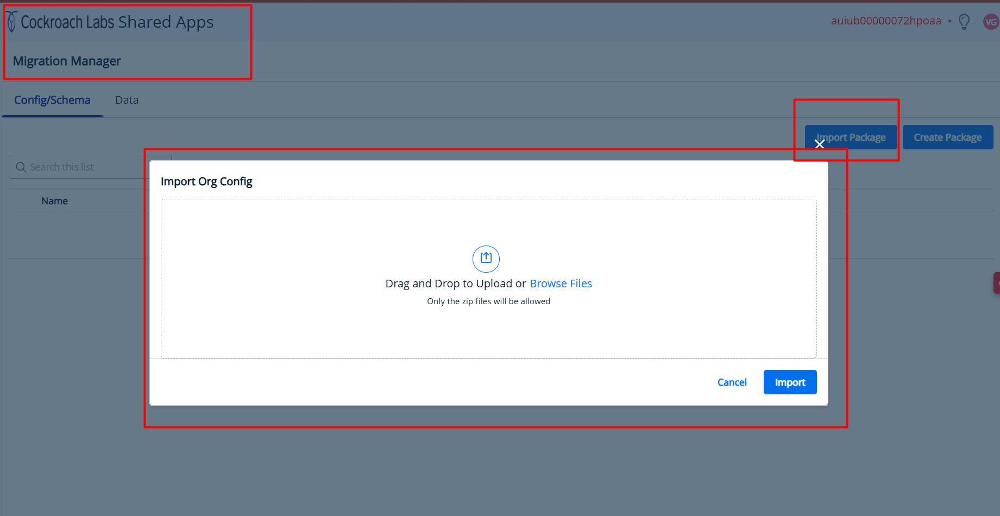 Cockroach Labs Shared Apps
auiub00000072hpoaa
VG
Migration Manager
Config/Schema Data
Import Package Create Package
Search this list
Name
Import Org Config
Drag and Drop to Upload or Browse Files
Only the zip files will be allowed
Cancel Import